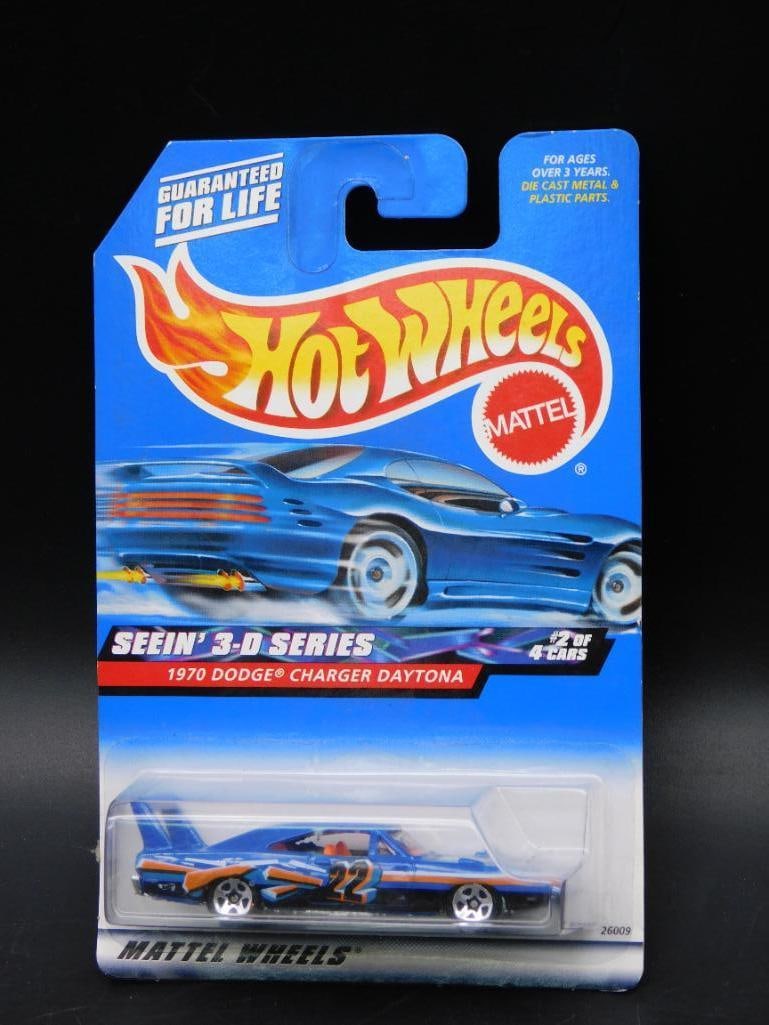 GUARANTEED
FOR LIFE
FOR AGES
OVER 3 YEARS.
DIE CAST METAL &
PLASTIC PARTS.
HOT WHEELS
MATTEL
®
SEEIN' 3-D SERIES
#2 OF
4 CARS
1970 DODGE® CHARGER DAYTONA
22
26009
MATTEL WHEELS®